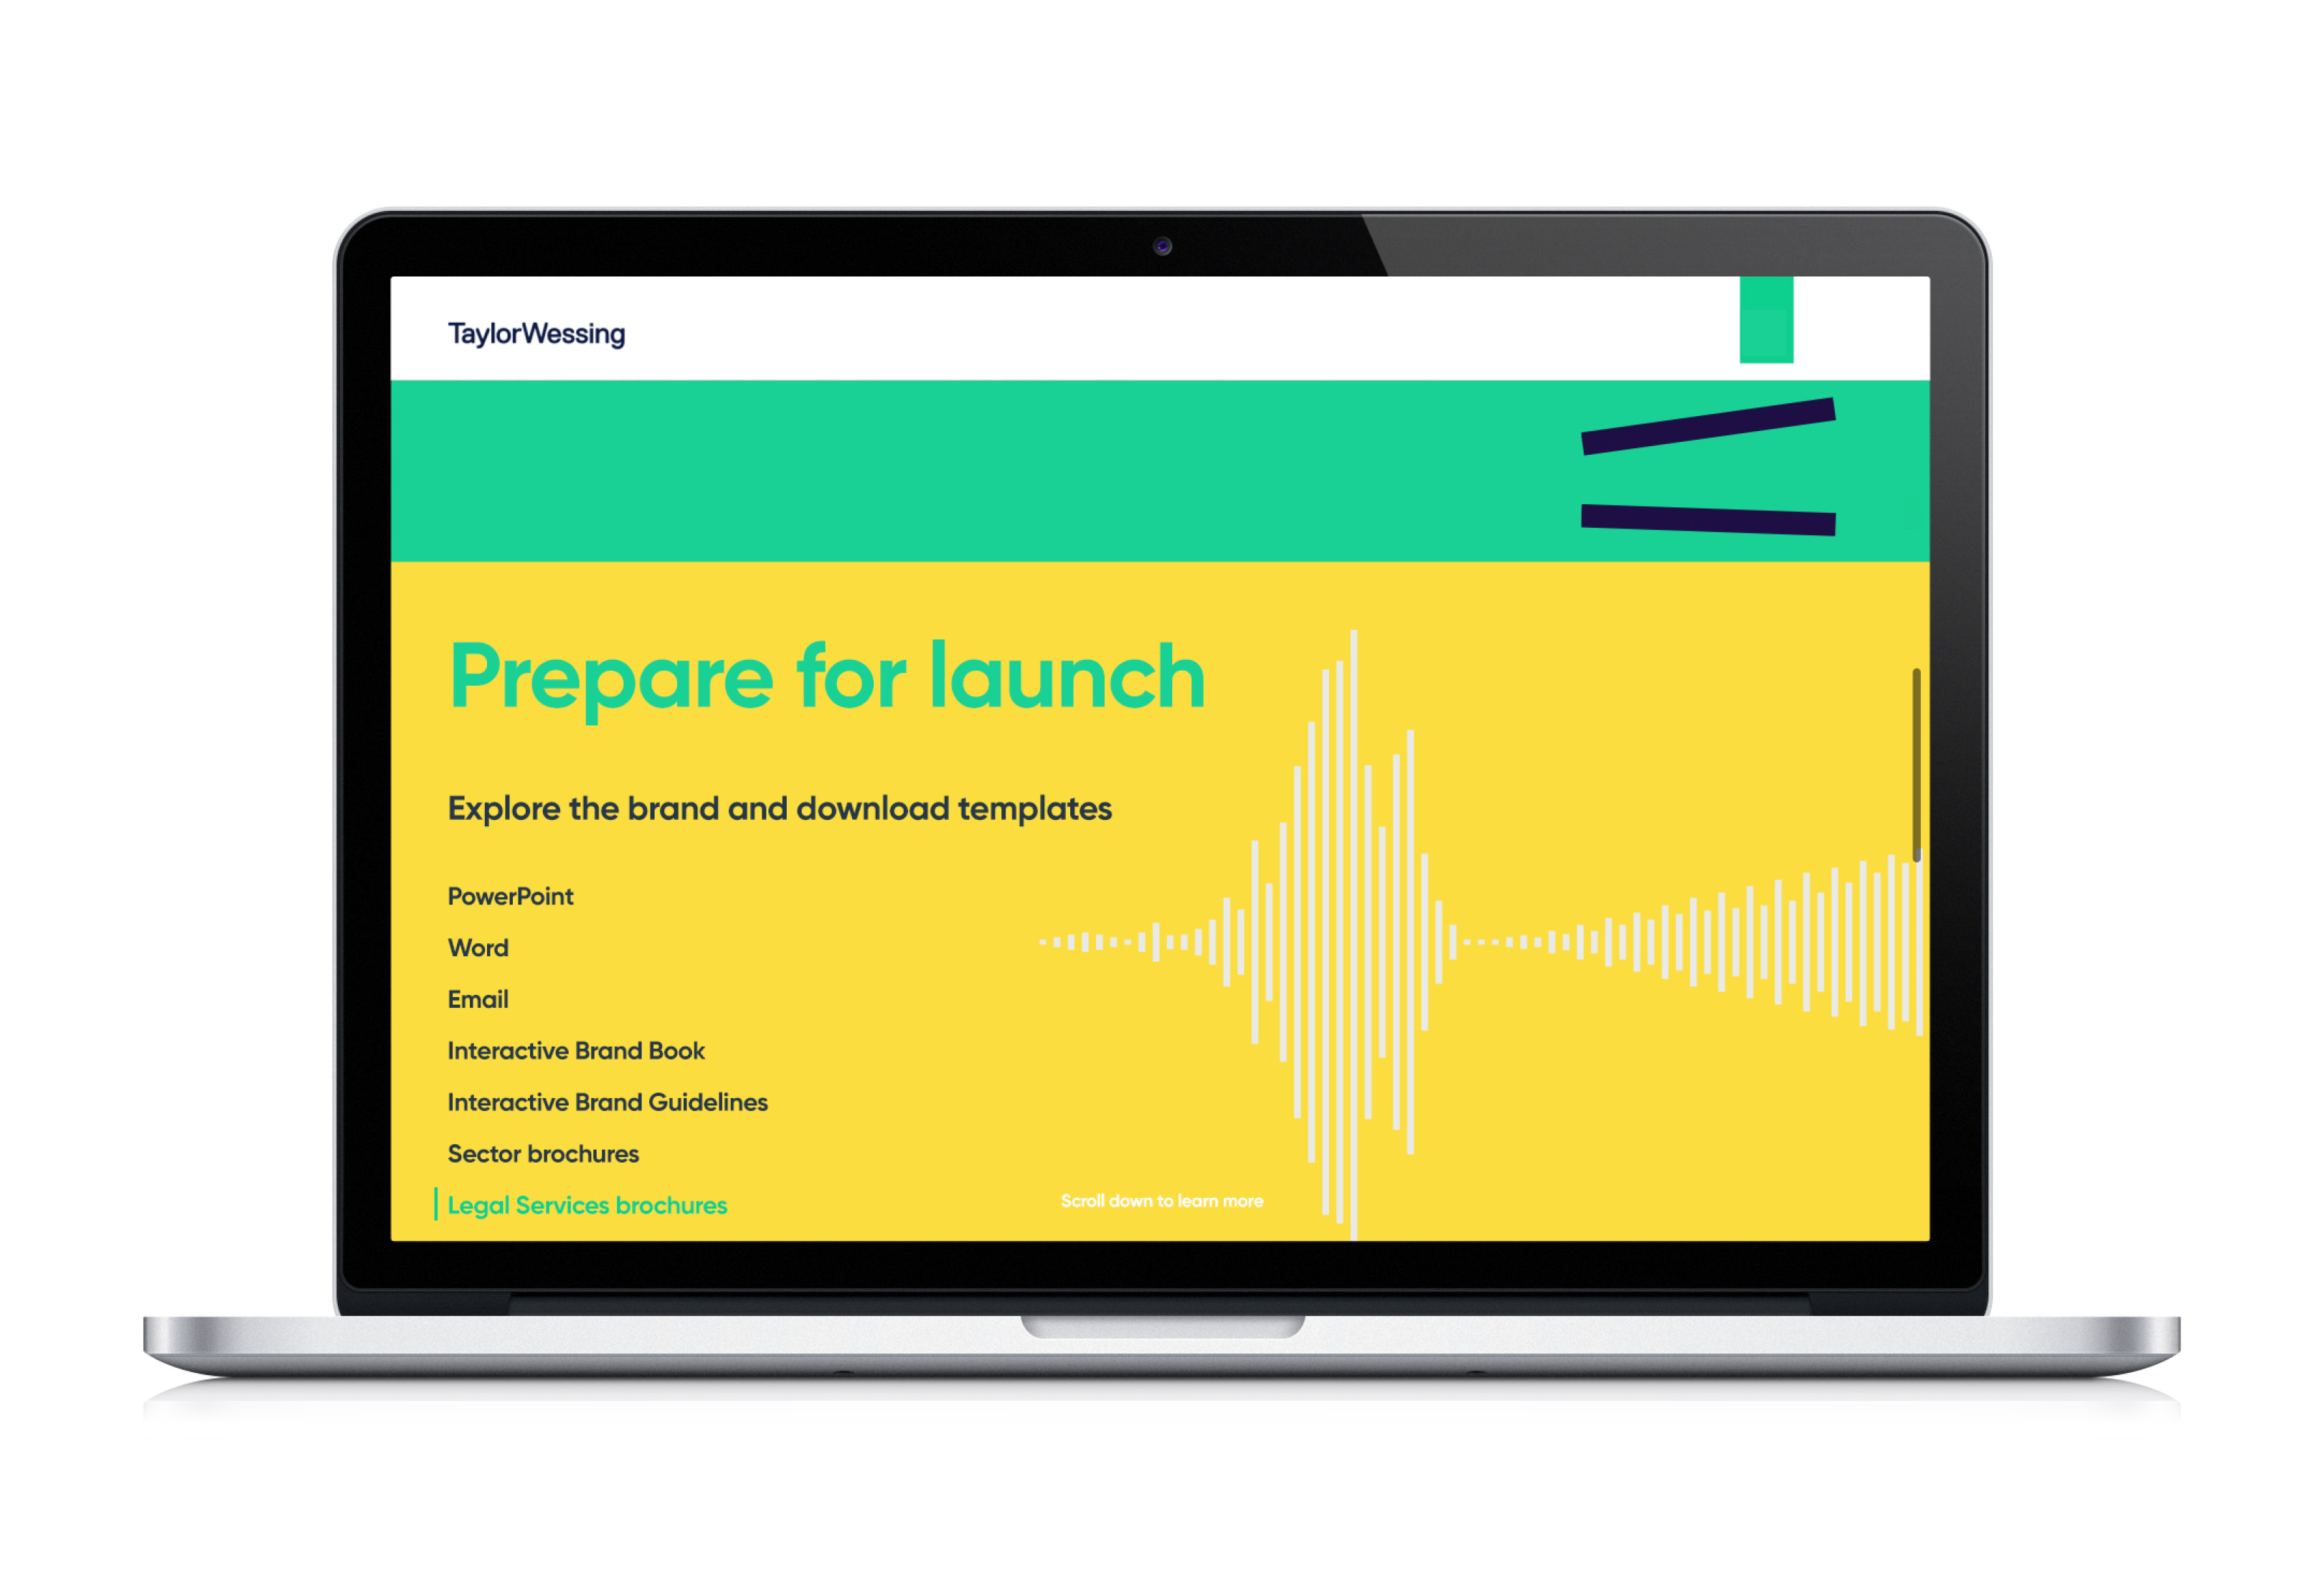 TaylorWessing
Prepare for launch
Explore the brand and download templates
PowerPoint
Word
Email
Interactive Brand Book
Interactive Brand Guidelines
Sector brochures
Legal Services brochures
Scroll down to learn more